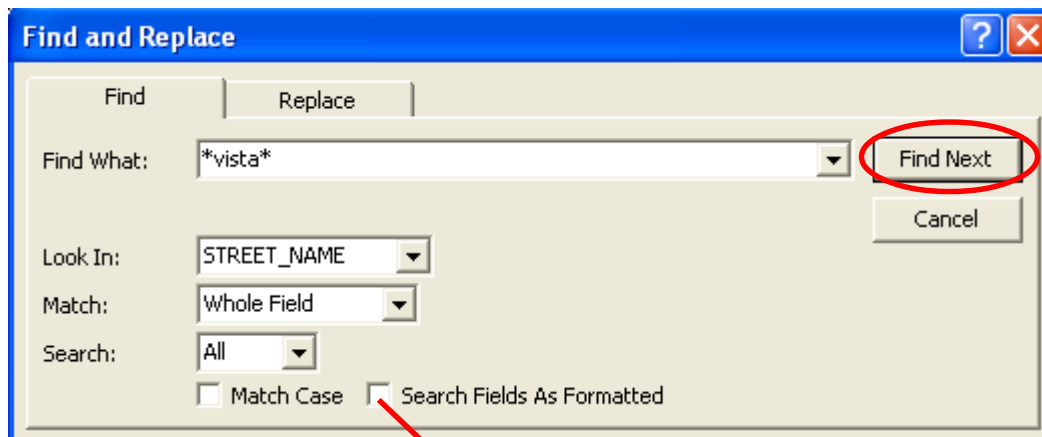 Find and Replace
Find Replace
Find What: *vista* Find Next
Cancel
Look In: STREET_NAME
Match: Whole Field
Search: All
Match Case Search Fields As Formatted